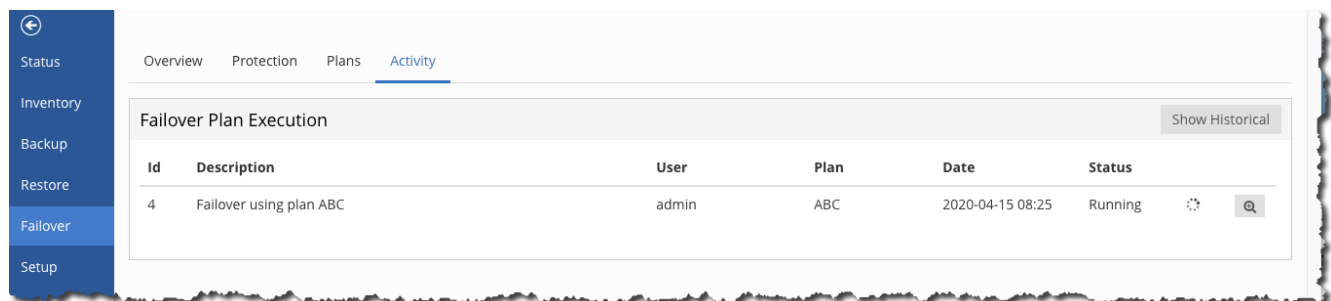 Status
Inventory
Backup
Restore
Failover
Setup
Overview Protection Plans Activity
Failover Plan Execution Show Historical
Id Description User Plan Date Status
4 Failover using plan ABC admin ABC 2020-04-15 08:25 Running